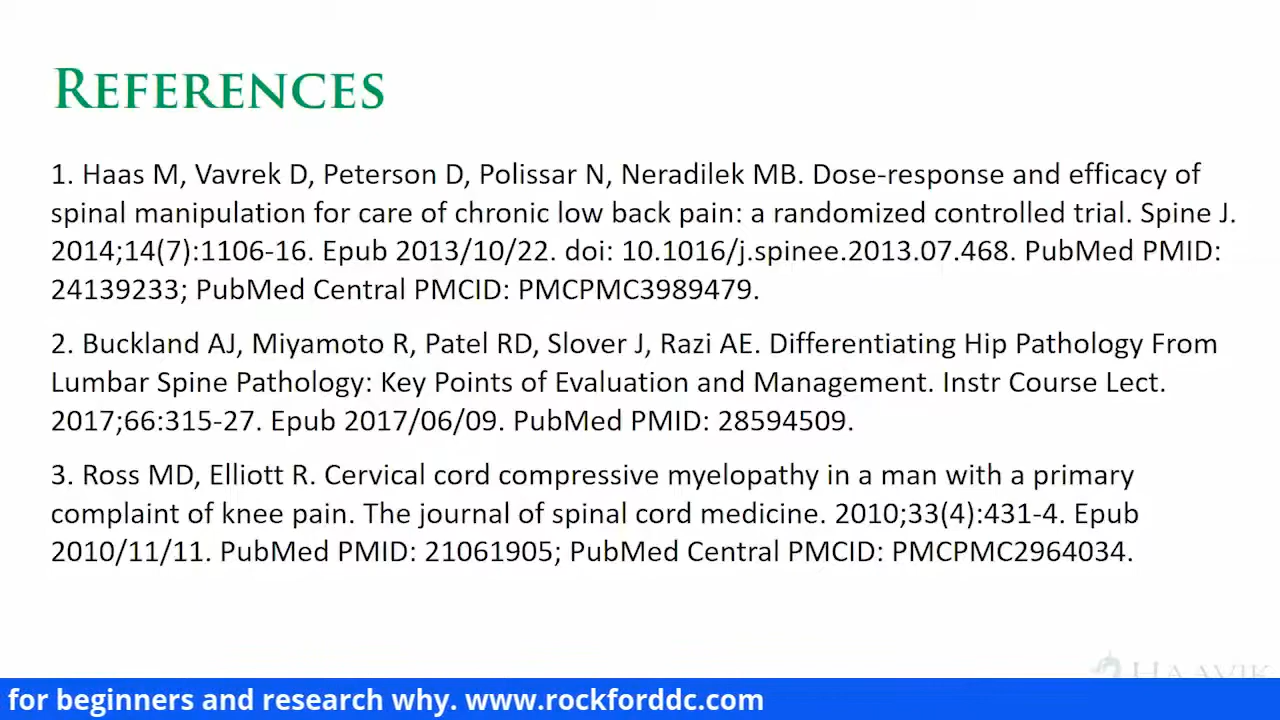 REFERENCES
1. Haas M, Vavrek D, Peterson D, Polissar N, Neradilek MB. Dose-response and efficacy of
spinal manipulation for care of chronic low back pain: a randomized controlled trial. Spine J.
2014;14(7):1106-16. Epub 2013/10/22. doi: 10.1016/j.spinee.2013.07.468. PubMed PMID:
24139233; PubMed Central PMCID: PMCPMC3989479.
2. Buckland AJ, Miyamoto R, Patel RD, Slover J, Razi AE. Differentiating Hip Pathology From
Lumbar Spine Pathology: Key Points of Evaluation and Management. Instr Course Lect.
2017;66:315-27. Epub 2017/06/09. PubMed PMID: 28594509.
3. Ross MD, Elliott R. Cervical cord compressive myelopathy in a man with a primary
complaint of knee pain. The journal of spinal cord medicine. 2010;33(4):431-4. Epub
2010/11/11. PubMed PMID: 21061905; PubMed Central PMCID: PMCPMC2964034.
HAAVIK
for beginners and research why. www.rockforddc.com